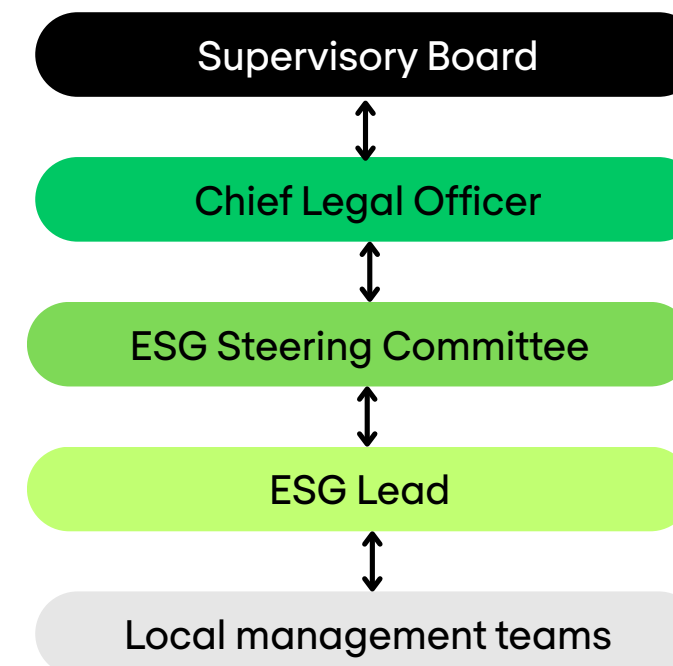 Supervisory Board
Chief Legal Officer
ESG Steering Committee
ESG Lead
Local management teams